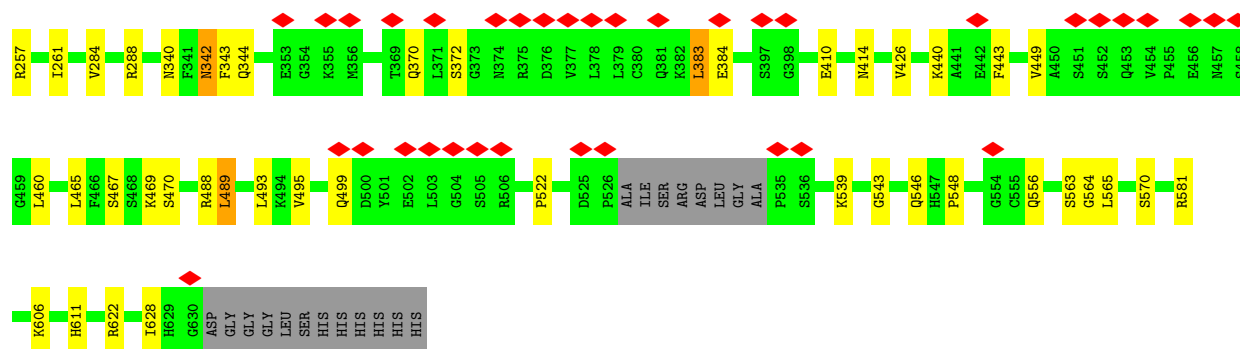 R257 I261 V284 R288 N340 F341 N342 F343 Q344 E353 G354 K355 M356 T369 Q370 L371 S372 G373 N374 R375 D376 V377 L378 L379 C380 Q381 K382 L383 E384 S397 G398 E410 N414 V426 K440 A441 E442 F443 V449 A450 S451 S452 Q453 V454 P455 E456 N457 S458
G459 L460 L465 F466 S467 S468 K469 S470 R488 L489 L493 K494 V495 Q499 D500 Y501 E502 L503 G504 S505 R506 P522 D525 P526 ALA ILE SER ARG ASP LEU GLY ALA P535 S536 K539 G543 Q546 H547 P548 G554 C555 Q556 S563 G564 L565 S570 R581
K606 H611 R622 I628 H629 G630 ASP GLY GLY GLY LEU SER HIS HIS HIS HIS HIS HIS